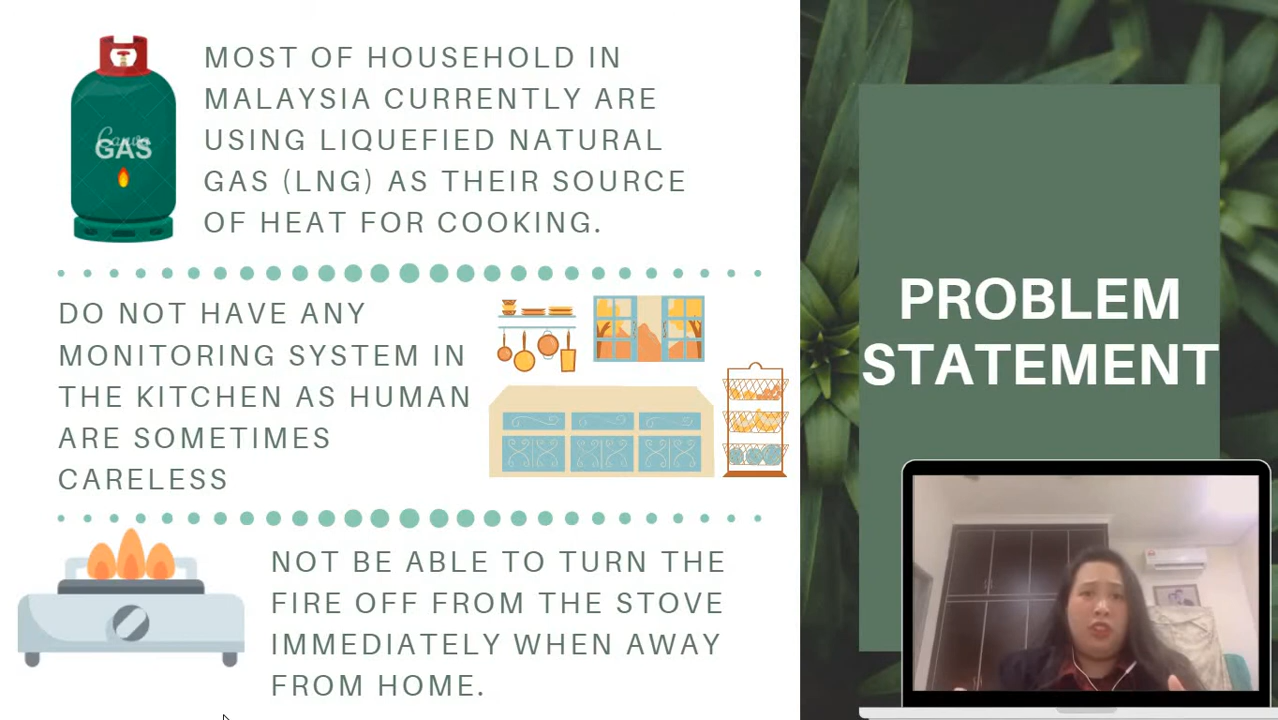 GAS
MOST OF HOUSEHOLD IN
MALAYSIA CURRENTLY ARE
USING LIQUEFIED NATURAL
GAS (LNG) AS THEIR SOURCE
OF HEAT FOR COOKING.
DO NOT HAVE ANY
MONITORING SYSTEM IN
THE KITCHEN AS HUMAN
ARE SOMETIMES
CARELESS
NOT BE ABLE TO TURN THE
FIRE OFF FROM THE STOVE
IMMEDIATELY WHEN AWAY
FROM HOME.
PROBLEM
STATEMENT